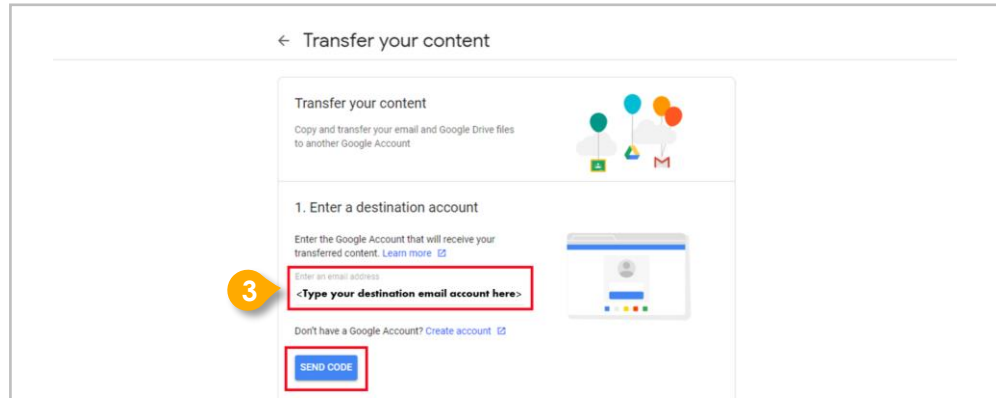 ← Transfer your content
Transfer your content
Copy and transfer your email and Google Drive files
to another Google Account
1. Enter a destination account
Enter the Google Account that will receive your
transferred content. Learn more
Enter an email address
3
<Type your destination email account here>
Don't have a Google Account? Create account
SEND CODE